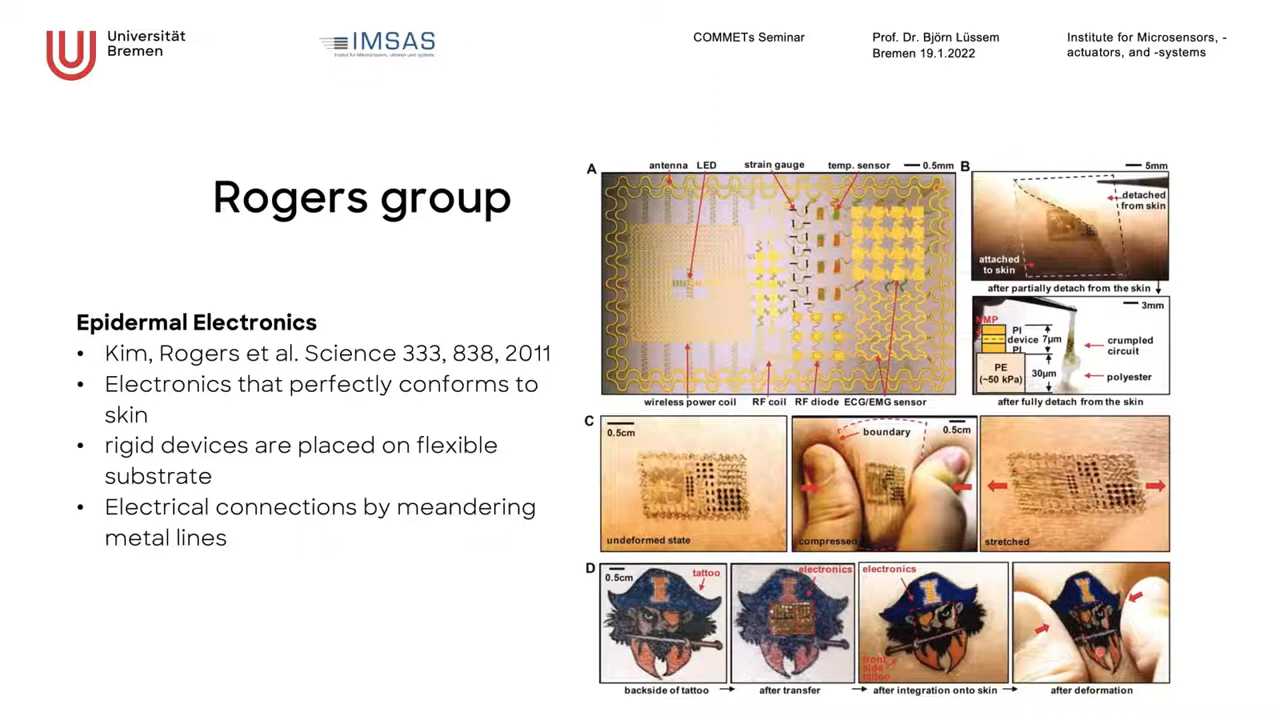 Universität
Bremen
IMSAS
COMMETs Seminar
Prof. Dr. Björn Lüssem
Bremen 19.1.2022
Institute for Microsensors, -
actuators, and -systems
Rogers group
Epidermal Electronics
• Kim, Rogers et al. Science 333, 838, 2011
• Electronics that perfectly conforms to
skin
• rigid devices are placed on flexible
substrate
• Electrical connections by meandering
metal lines
A
antenna LED strain gauge temp. sensor 0.5mm
wireless power coil RF coil RF diode ECG/EMG sensor
B
5mm
detached
from skin
attached
to skin
after partially detach from the skin
3mm
PI
device 7µm
PI
PE
(~50 kPa)
30µm
crumpled
circuit
polyester
after fully detach from the skin
C
0.5cm
undeformed state
boundary
0.5cm
compressed
stretched
D
0.5cm
tattoo
electronics
electronics
front
side
tattoo
backside of tattoo
after transfer
after integration onto skin
after deformation